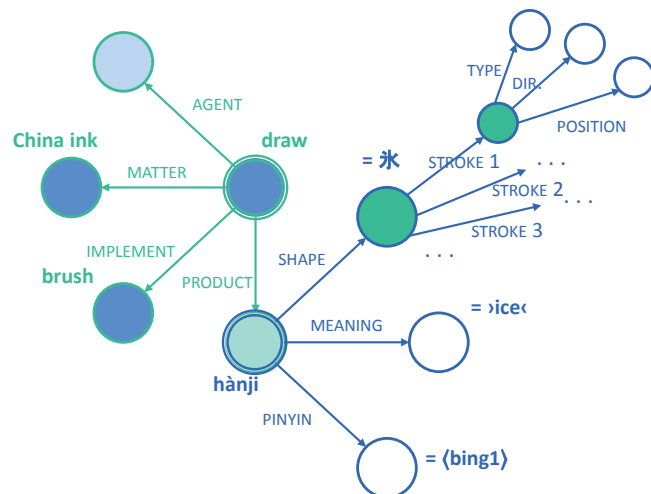 TYPE
DIR.
AGENT
POSITION
China ink
draw
= 氷
STROKE 1
. . .
MATTER
STROKE 2
. . .
STROKE 3
IMPLEMENT
. . .
SHAPE
brush
PRODUCT
= ›ice‹
MEANING
hànji
PINYIN
= ⟨bing1⟩